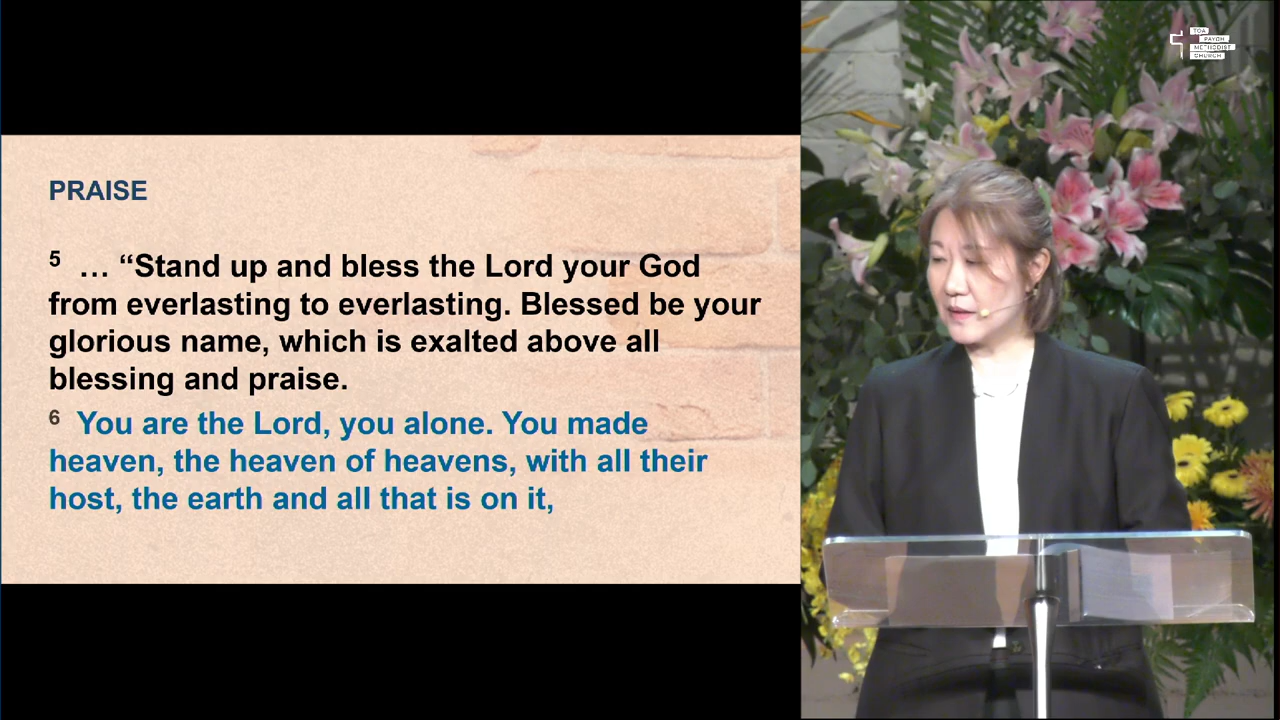 PRAISE
5 … “Stand up and bless the Lord your God
from everlasting to everlasting. Blessed be your
glorious name, which is exalted above all
blessing and praise.
6 You are the Lord, you alone. You made
heaven, the heaven of heavens, with all their
host, the earth and all that is on it,
TOA
PAYOH
METHODIST
CHURCH